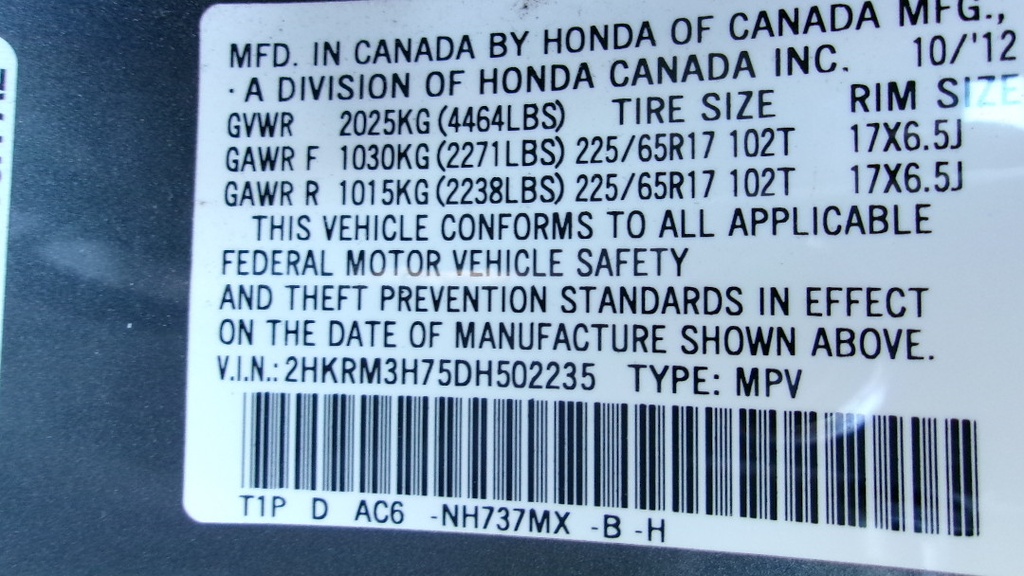 MFD. IN CANADA BY HONDA OF CANADA MFG.,
· A DIVISION OF HONDA CANADA INC. 10/'12
GVWR 2025KG (4464LBS) TIRE SIZE RIM SIZE
GAWR F 1030KG (2271LBS) 225/65R17 102T 17X6.5J
GAWR R 1015KG (2238LBS) 225/65R17 102T 17X6.5J
THIS VEHICLE CONFORMS TO ALL APPLICABLE
FEDERAL MOTOR VEHICLE SAFETY
AND THEFT PREVENTION STANDARDS IN EFFECT
ON THE DATE OF MANUFACTURE SHOWN ABOVE.
V.I.N.: 2HKRM3H75DH502235 TYPE: MPV
T1P D AC6 -NH737MX -B -H